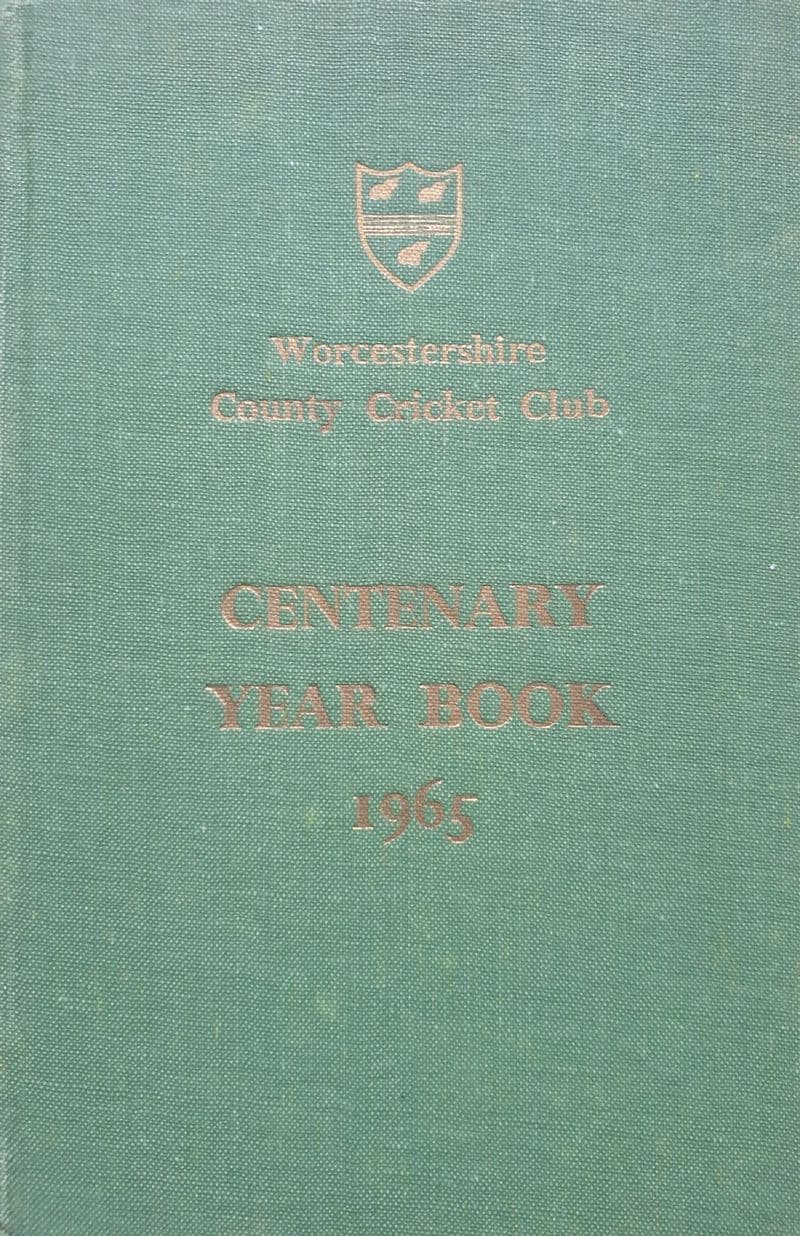 Worcestershire
County Cricket Club
CENTENARY
YEAR BOOK
1965